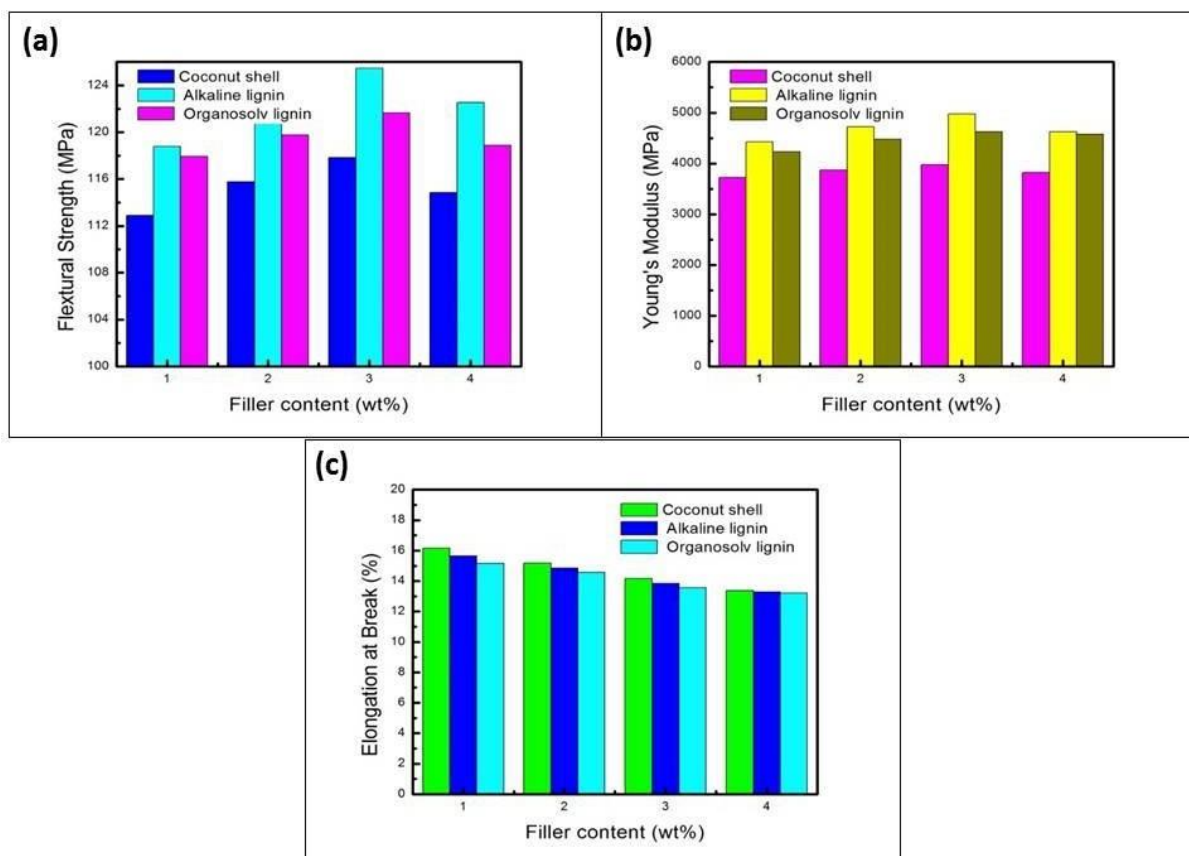 (a)
Coconut shell
Alkaline lignin
Organosolv lignin
124
120
116
112
108
104
100
Flextural Strength (MPa)
1 2 3 4
Filler content (wt%)
(b)
Coconut shell
Alkaline lignin
Organosolv lignin
6000
5000
4000
3000
2000
1000
0
Young's Modulus (MPa)
1 2 3 4
Filler content (wt%)
(c)
Coconut shell
Alkaline lignin
Organosolv lignin
20
18
16
14
12
10
8
6
4
2
0
Elongation at Break (%)
1 2 3 4
Filler content (wt%)